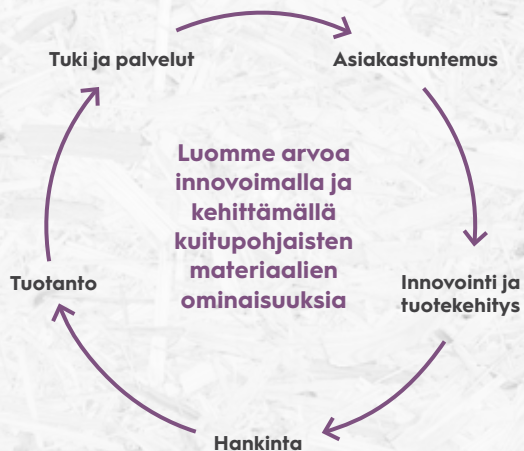 Tuki ja palvelut
Asiakastuntemus
Luomme arvoa
innovoimalla ja
kehittämällä
kuitupohjaisten
materiaalien
ominaisuuksia
Tuotanto
Innovointi ja
tuotekehitys
Hankinta